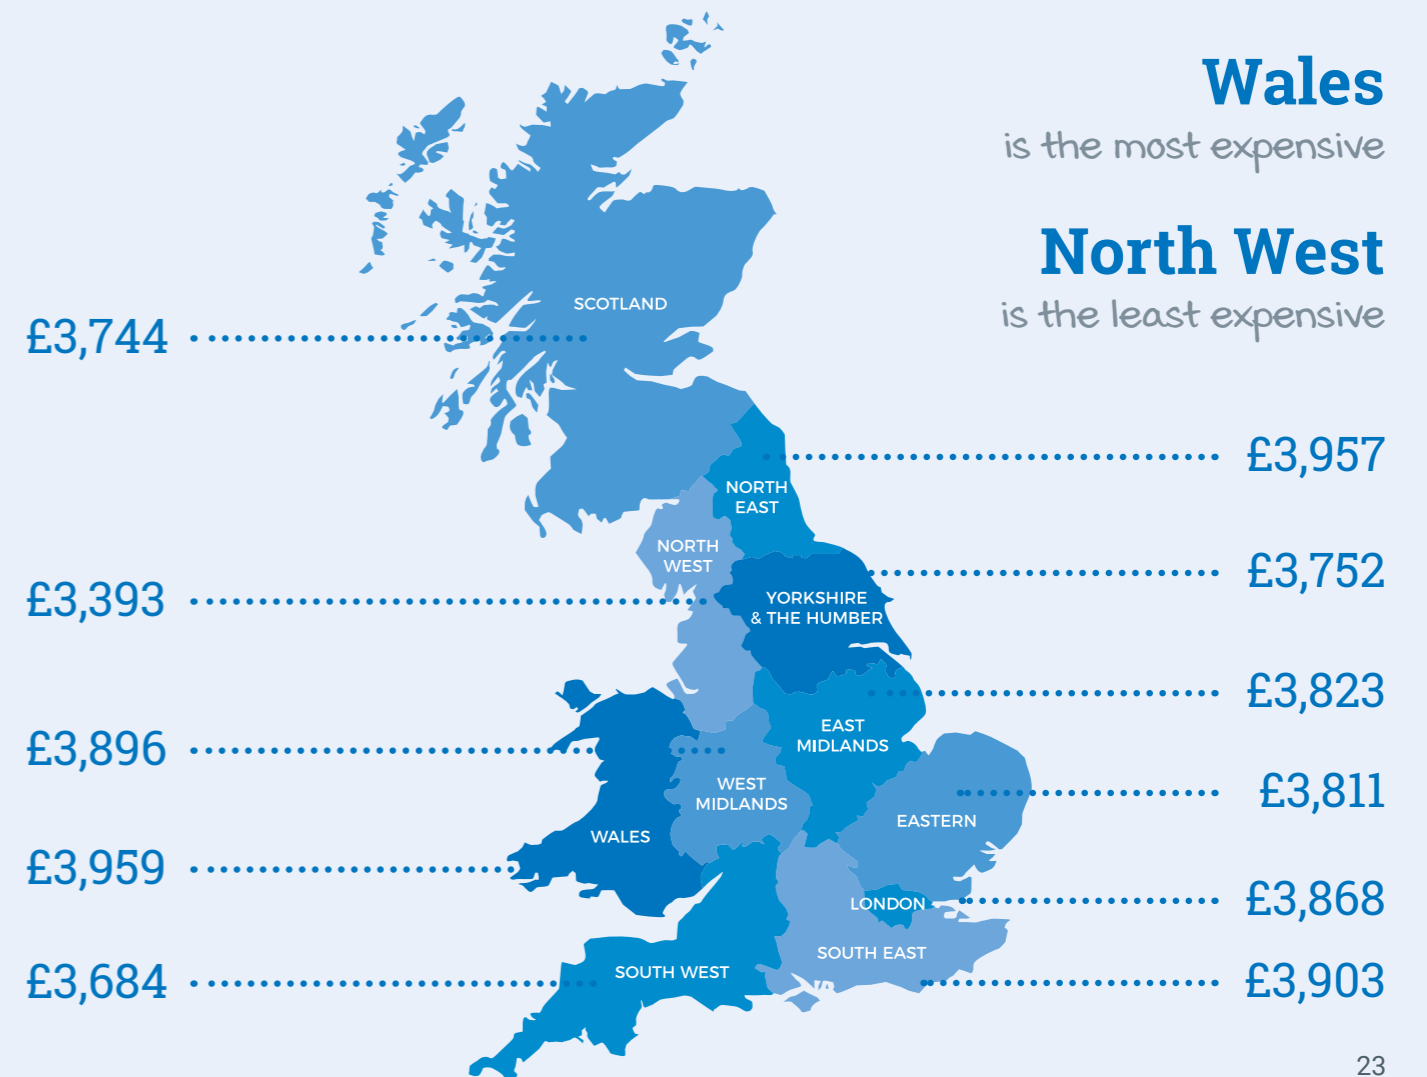 Wales
is the most expensive
North West
is the least expensive
SCOTLAND
£3,744
£3,957
NORTH
EAST
NORTH
WEST
£3,752
£3,393
YORKSHIRE
& THE HUMBER
£3,823
EAST
MIDLANDS
£3,896
WEST
MIDLANDS
£3,811
EASTERN
WALES
£3,959
£3,868
LONDON
SOUTH EAST
SOUTH WEST
£3,684
£3,903
23